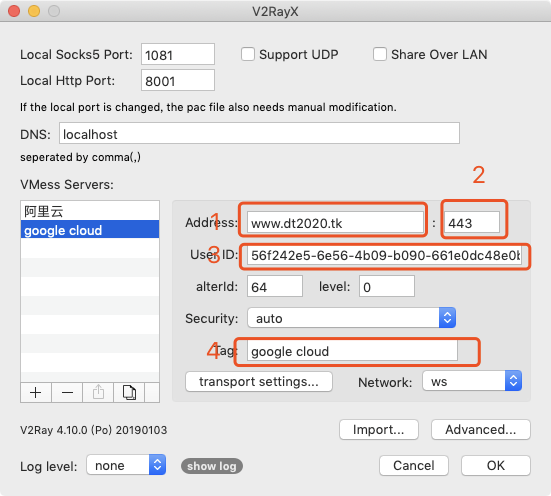 V2RayX
Local Socks5 Port: 1081 Support UDP Share Over LAN
Local Http Port: 8001
If the local port is changed, the pac file also needs manual modification.
DNS: localhost
seperated by comma(,)
VMess Servers:
2
阿里云
google cloud
1
Address: www.dt2020.tk : 443
3
User ID: 56f242e5-6e56-4b09-b090-661e0dc48e0b
alterId: 64 level: 0
Security: auto
4
Tag: google cloud
transport settings... Network: ws
V2Ray 4.10.0 (Po) 20190103 Import... Advanced...
Log level: none show log Cancel OK